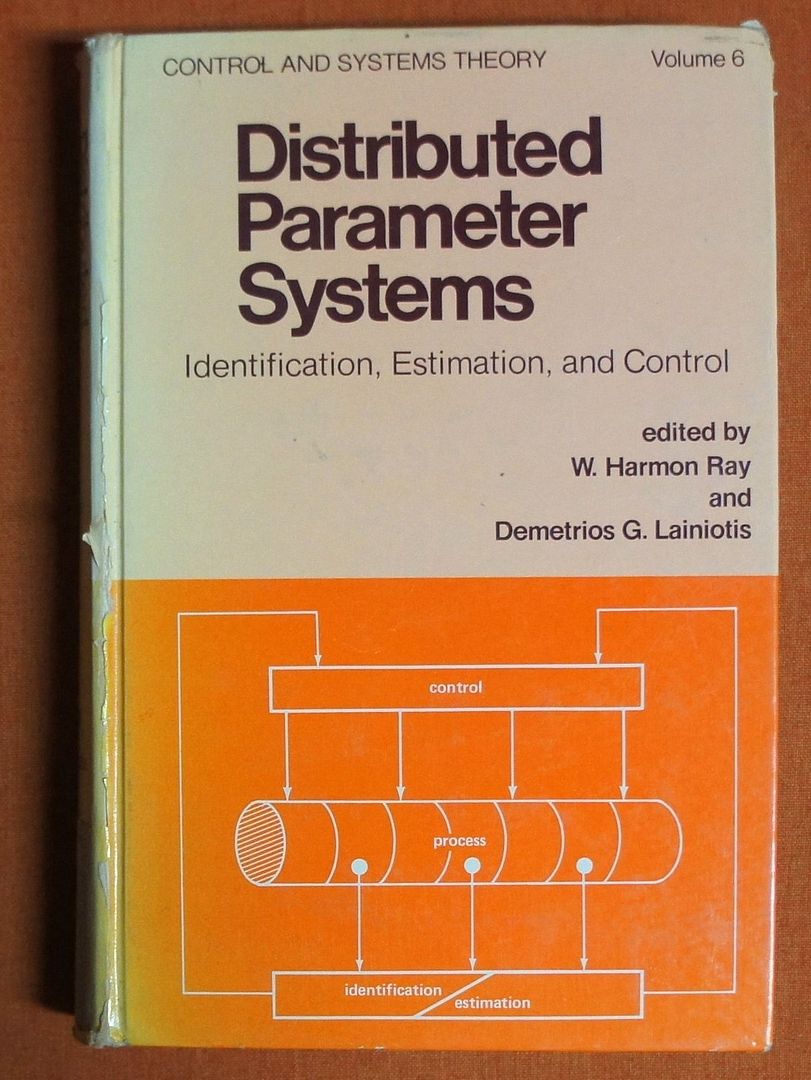 CONTROL AND SYSTEMS THEORY Volume 6
Distributed
Parameter
Systems
Identification, Estimation, and Control
edited by
W. Harmon Ray
and
Demetrios G. Lainiotis
control
process
identification
estimation